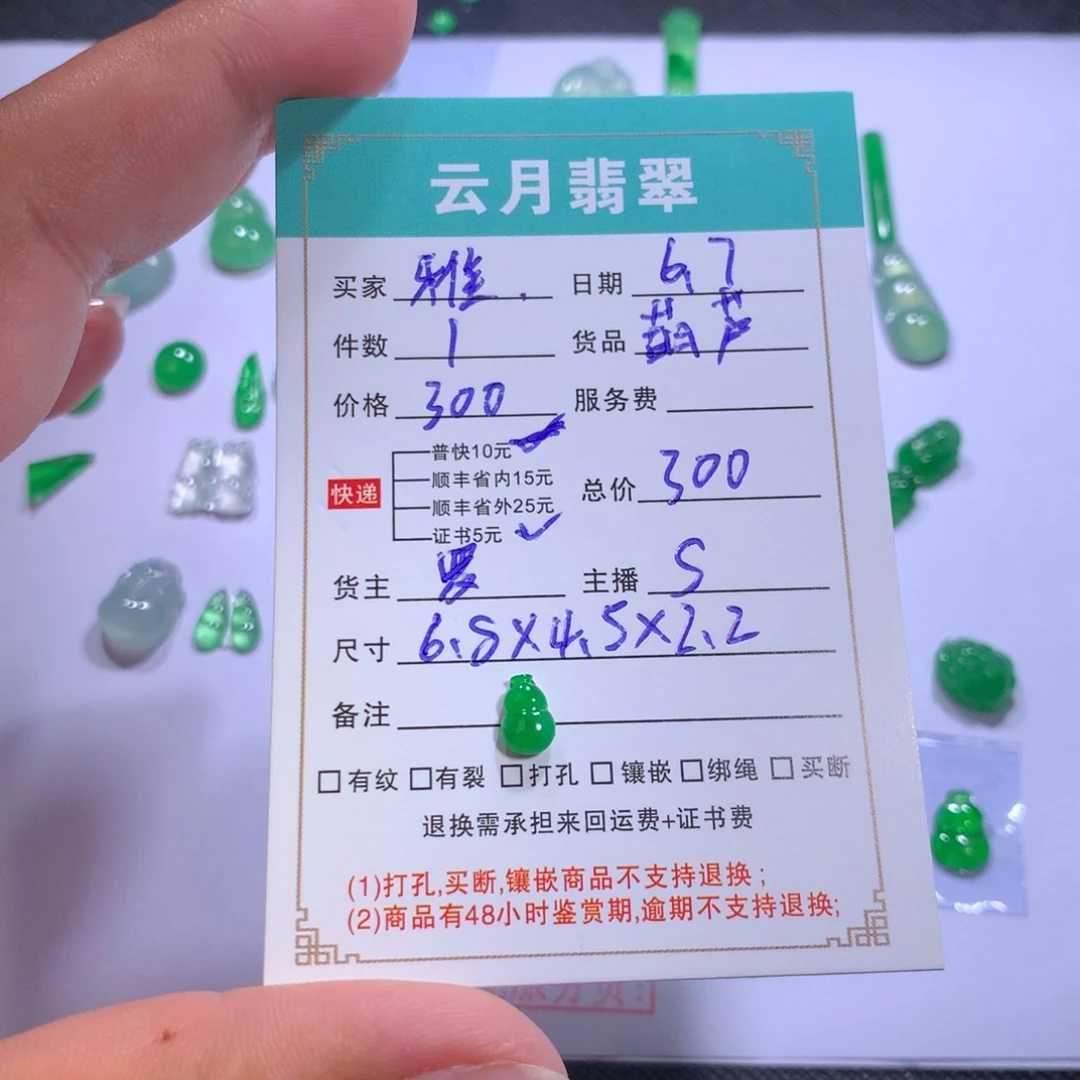 云月翡翠
买家 雅. 日期 6.7
件数 1 货品 葫芦
价格 300 服务费
普快10元
顺丰省内15元
快递 总价 300
顺丰省外25元
证书5元
货主 罗 主播 S
尺寸 6.8×4.5×2.2
备注
有纹 有裂 打孔 镶嵌 绑绳 买断
退换需承担来回运费+证书费
(1)打孔,买断,镶嵌商品不支持退换;
(2)商品有48小时鉴赏期,逾期不支持退换;